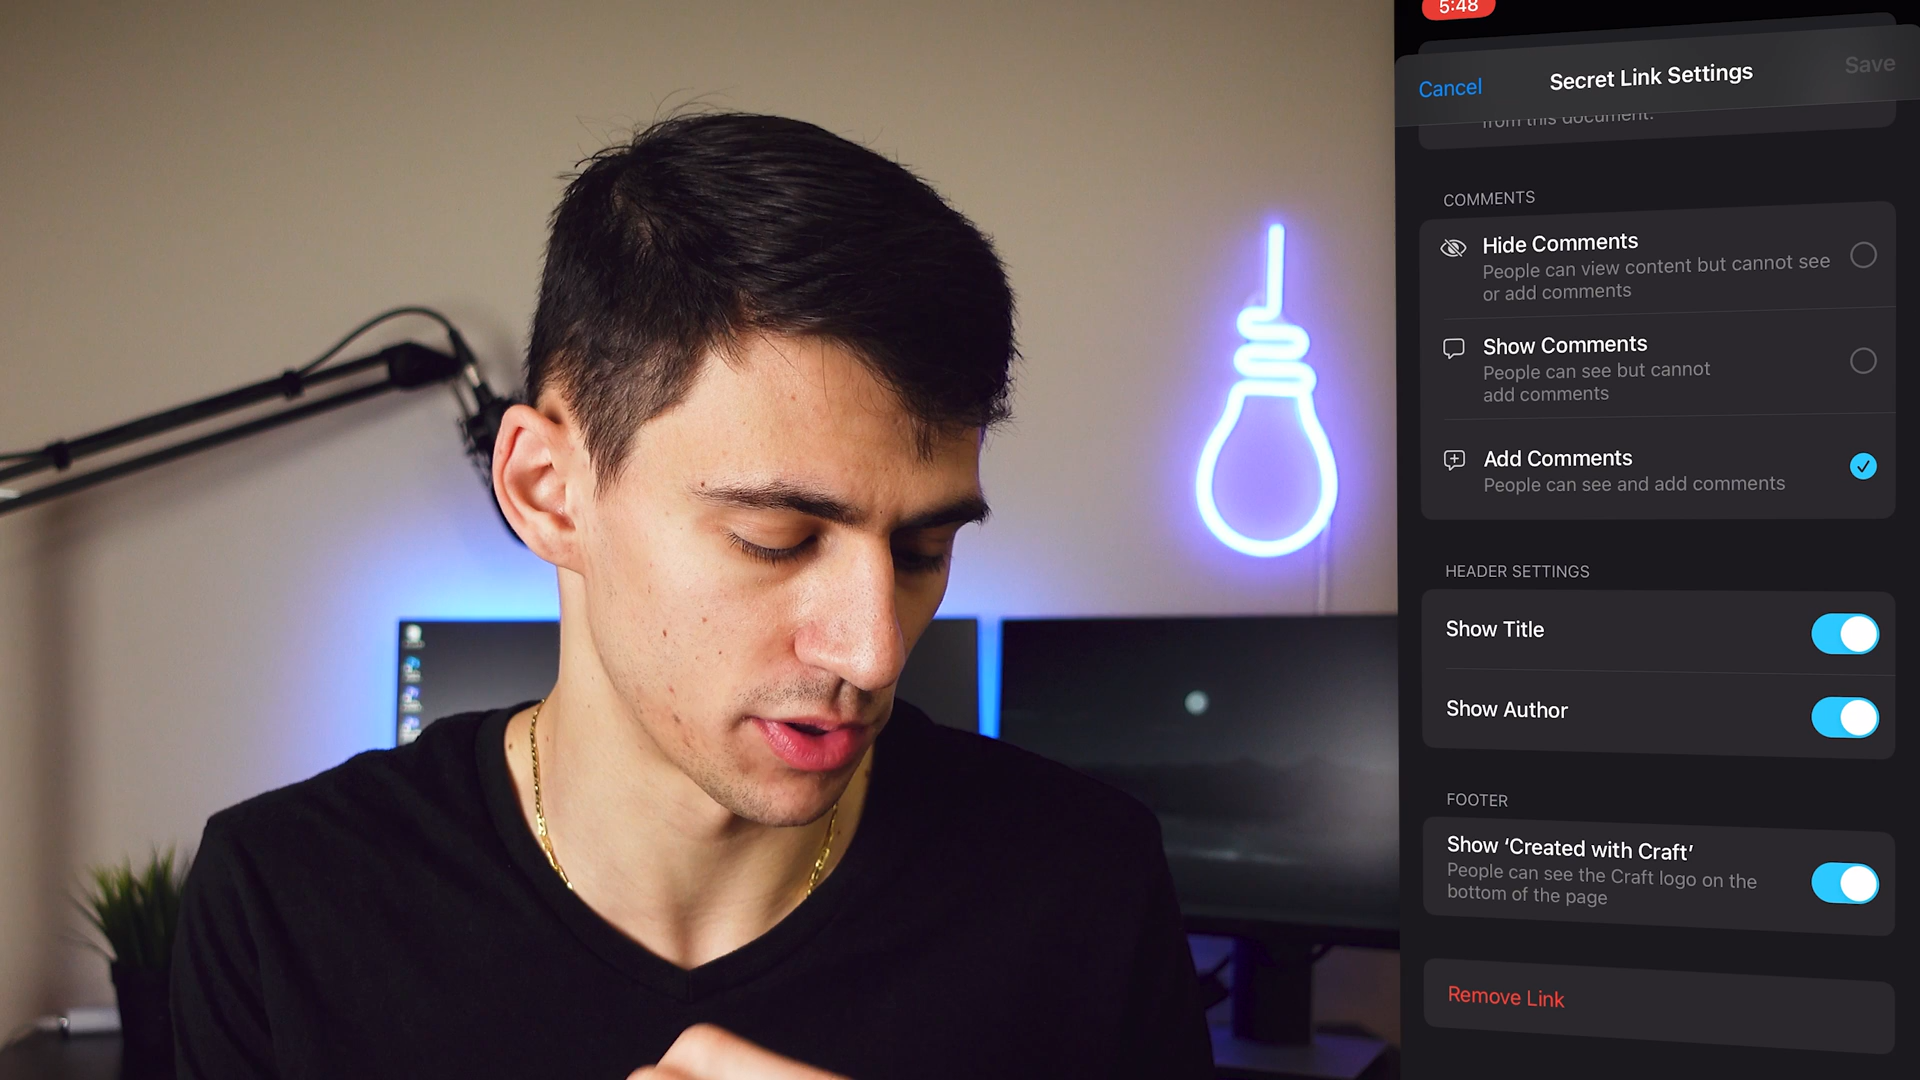 5:48
Cancel
Secret Link Settings
Save
from this document.
COMMENTS
Hide Comments
People can view content but cannot see
or add comments
Show Comments
People can see but cannot
add comments
Add Comments
People can see and add comments
HEADER SETTINGS
Show Title
Show Author
FOOTER
Show ‘Created with Craft’
People can see the Craft logo on the
bottom of the page
Remove Link